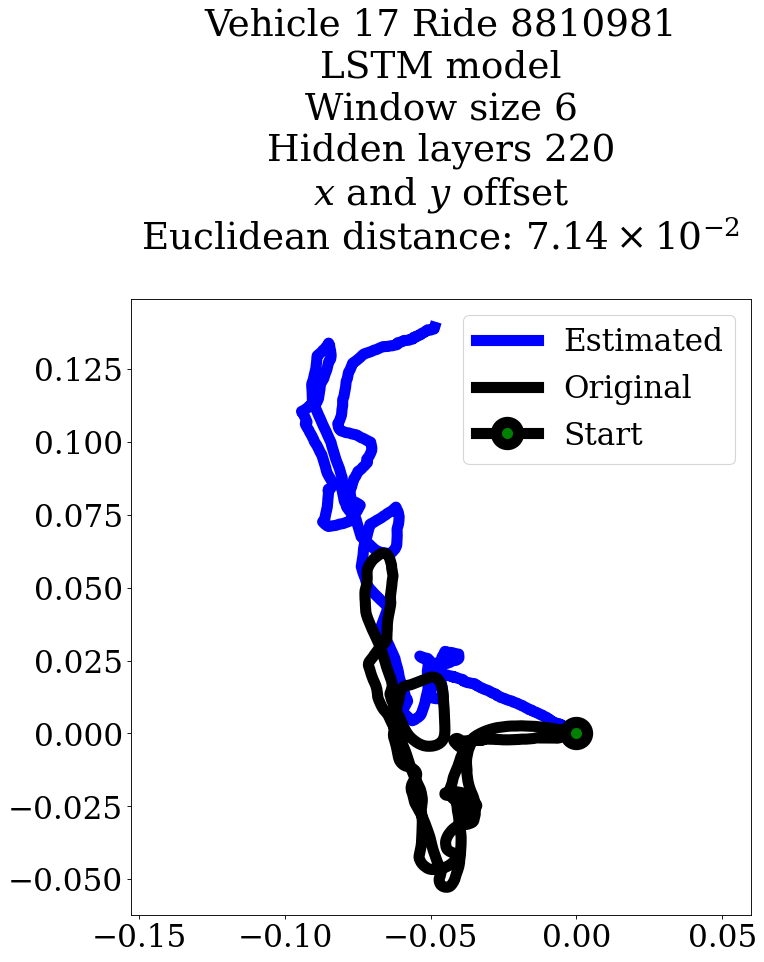 Vehicle 17 Ride 8810981
LSTM model
Window size 6
Hidden layers 220
x and y offset
Euclidean distance: 7.14 × 10⁻²
Estimated
Original
Start
0.125
0.100
0.075
0.050
0.025
0.000
−0.025
−0.050
−0.15 −0.10 −0.05 0.00 0.05